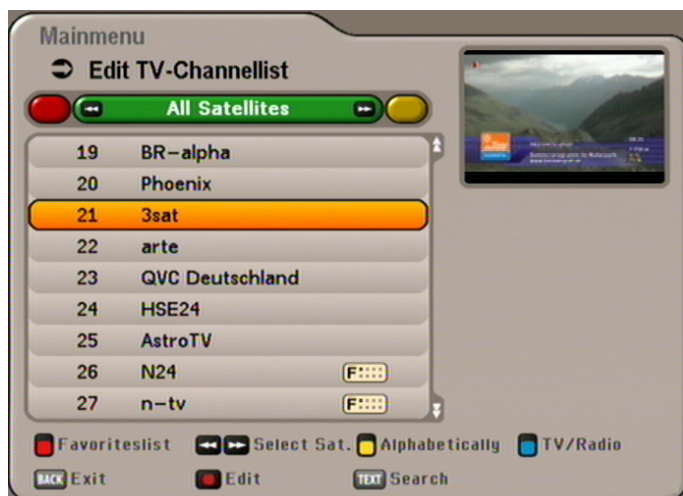 Mainmenu
Edit TV-Channellist
All Satellites
19 BR-alpha
20 Phoenix
21 3sat
22 arte
23 QVC Deutschland
24 HSE24
25 AstroTV
26 N24 F
27 n-tv F
Favoriteslist Select Sat. Alphabetically TV/Radio
BACK Exit Edit TEXT Search